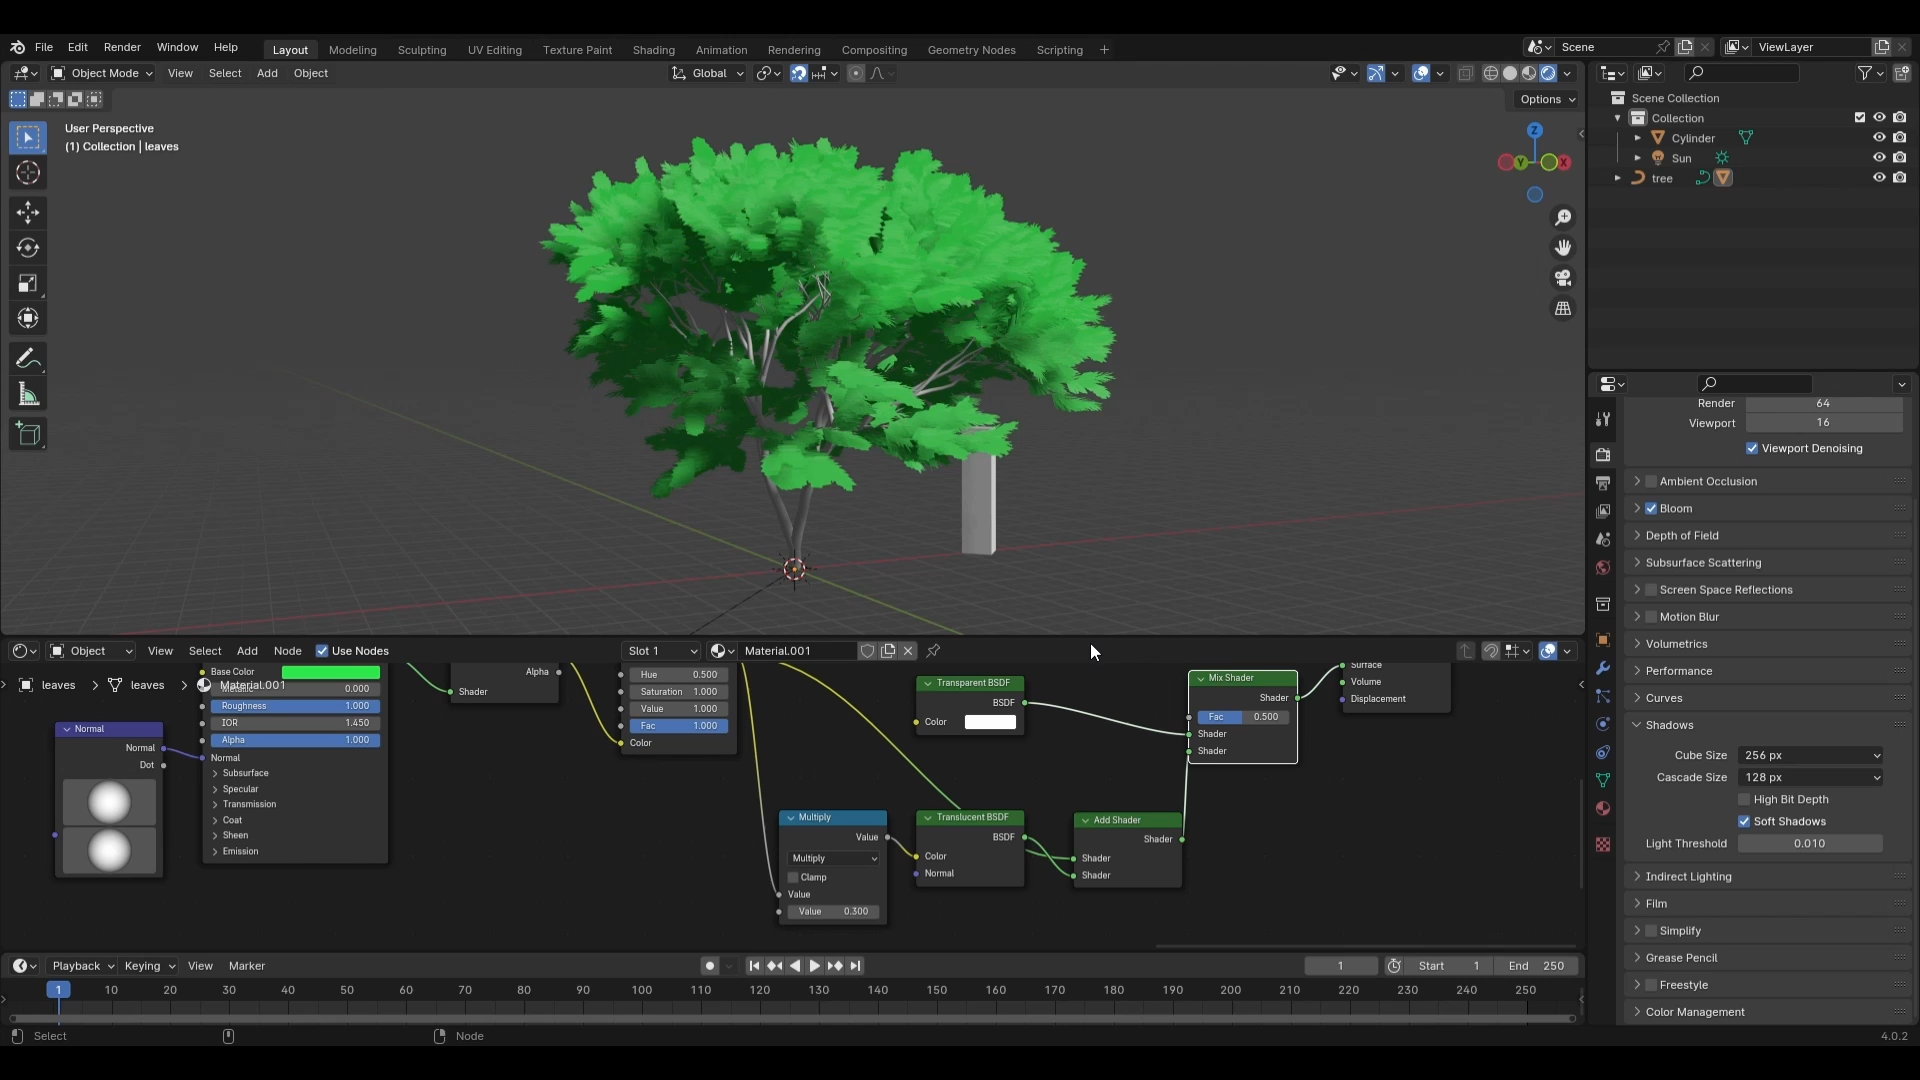 File Edit Render Window Help Layout Modeling Sculpting UV Editing Texture Paint Shading Animation Rendering Compositing Geometry Nodes Scripting + Scene ViewLayer
Object Mode View Select Add Object Global
Options
User Perspective
(1) Collection | leaves
Z
Y X
Scene Collection
Collection
Cylinder
Sun
tree
Render 64
Viewport 16
Viewport Denoising
Ambient Occlusion
Bloom
Depth of Field
Subsurface Scattering
Screen Space Reflections
Motion Blur
Volumetrics
Performance
Curves
Shadows
Cube Size 256 px
Cascade Size 128 px
High Bit Depth
Soft Shadows
Light Threshold 0.010
Indirect Lighting
Film
Simplify
Grease Pencil
Freestyle
Color Management
Object View Select Add Node Use Nodes Slot 1 Material.001
leaves > leaves > Material.001
Normal
Normal
Dot
Base Color
Metallic 0.000
Roughness 1.000
IOR 1.450
Alpha 1.000
Normal
Subsurface
Specular
Transmission
Coat
Sheen
Emission
Alpha
Shader
Hue 0.500
Saturation 1.000
Value 1.000
Fac 1.000
Color
Transparent BSDF
BSDF
Color
Multiply
Value
Multiply
Clamp
Value
Value 0.300
Translucent BSDF
BSDF
Color
Normal
Add Shader
Shader
Shader
Shader
Mix Shader
Shader
Fac 0.500
Shader
Shader
Surface
Volume
Displacement
Playback Keying View Marker 1 Start 1 End 250
1 10 20 30 40 50 60 70 80 90 100 110 120 130 140 150 160 170 180 190 200 210 220 230 240 250
Select Node 4.0.2